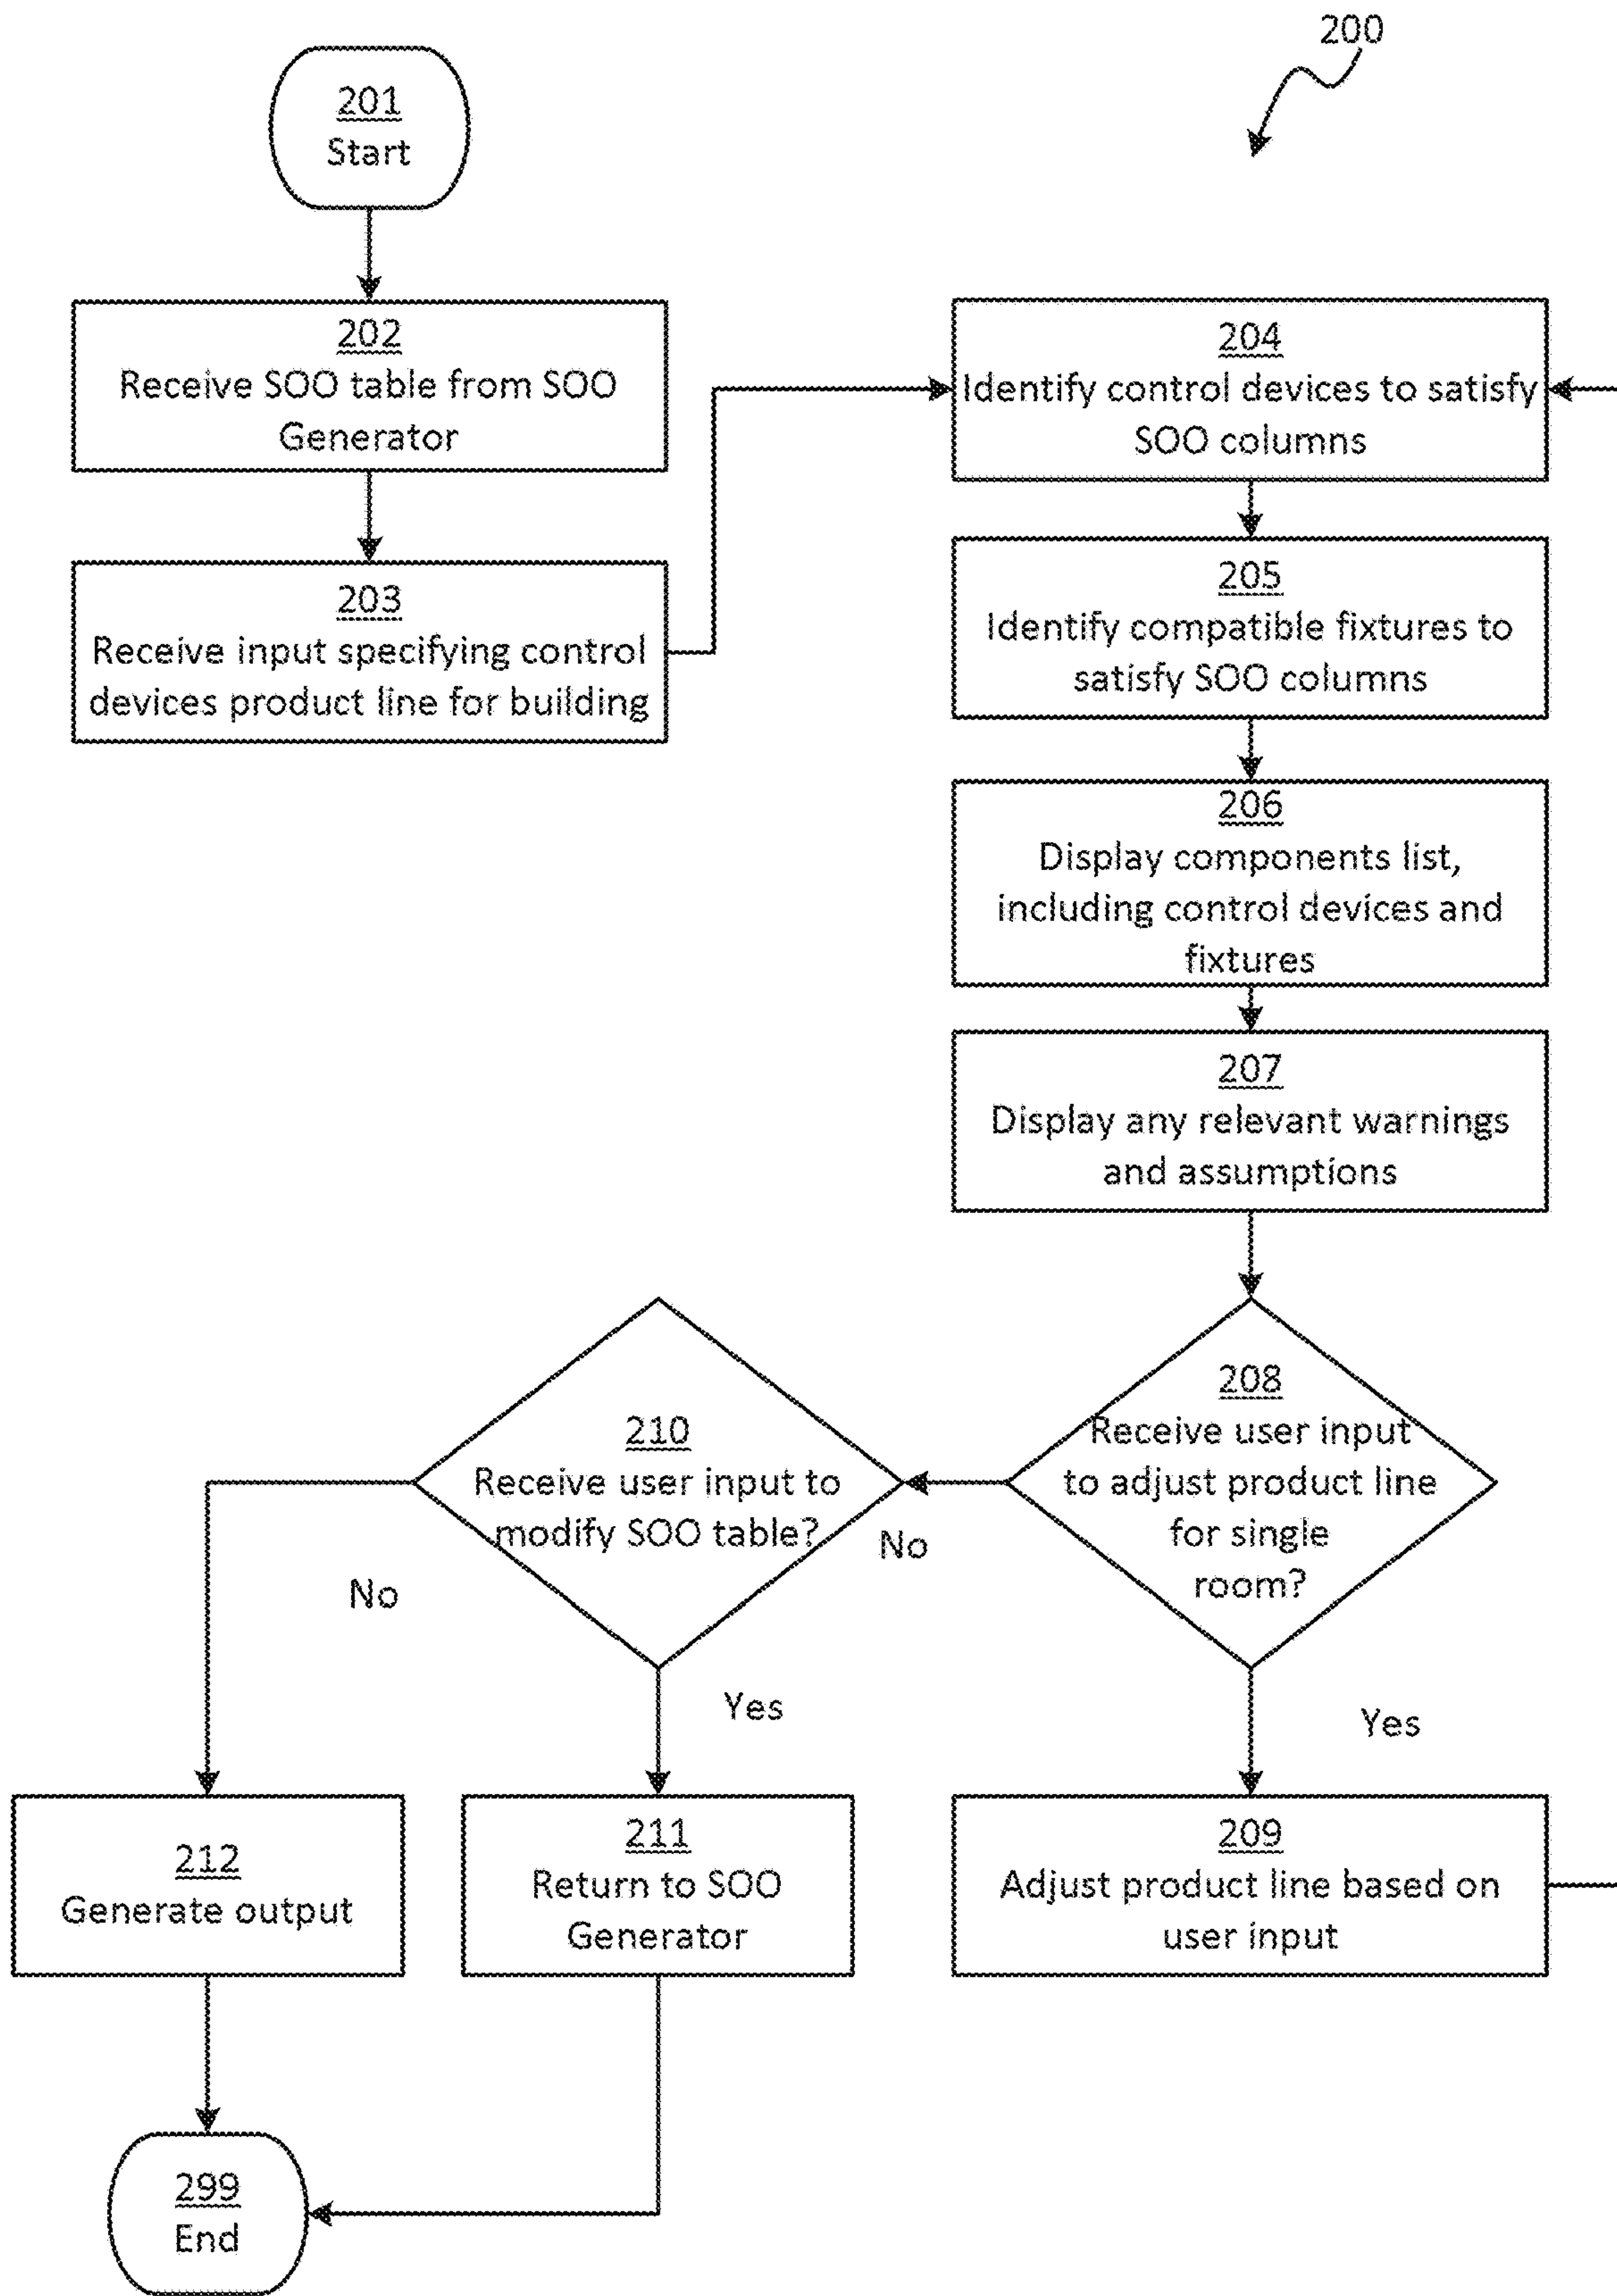 200
201
Start
202
Receive SOO table from SOO
Generator
203
Receive input specifying control
devices product line for building
204
Identify control devices to satisfy
SOO columns
205
Identify compatible fixtures to
satisfy SOO columns
206
Display components list,
including control devices and
fixtures
207
Display any relevant warnings
and assumptions
208
Receive user input
to adjust product line
for single
room?
No
Yes
210
Receive user input to
modify SOO table?
No
Yes
209
Adjust product line based on
user input
211
Return to SOO
Generator
212
Generate output
299
End